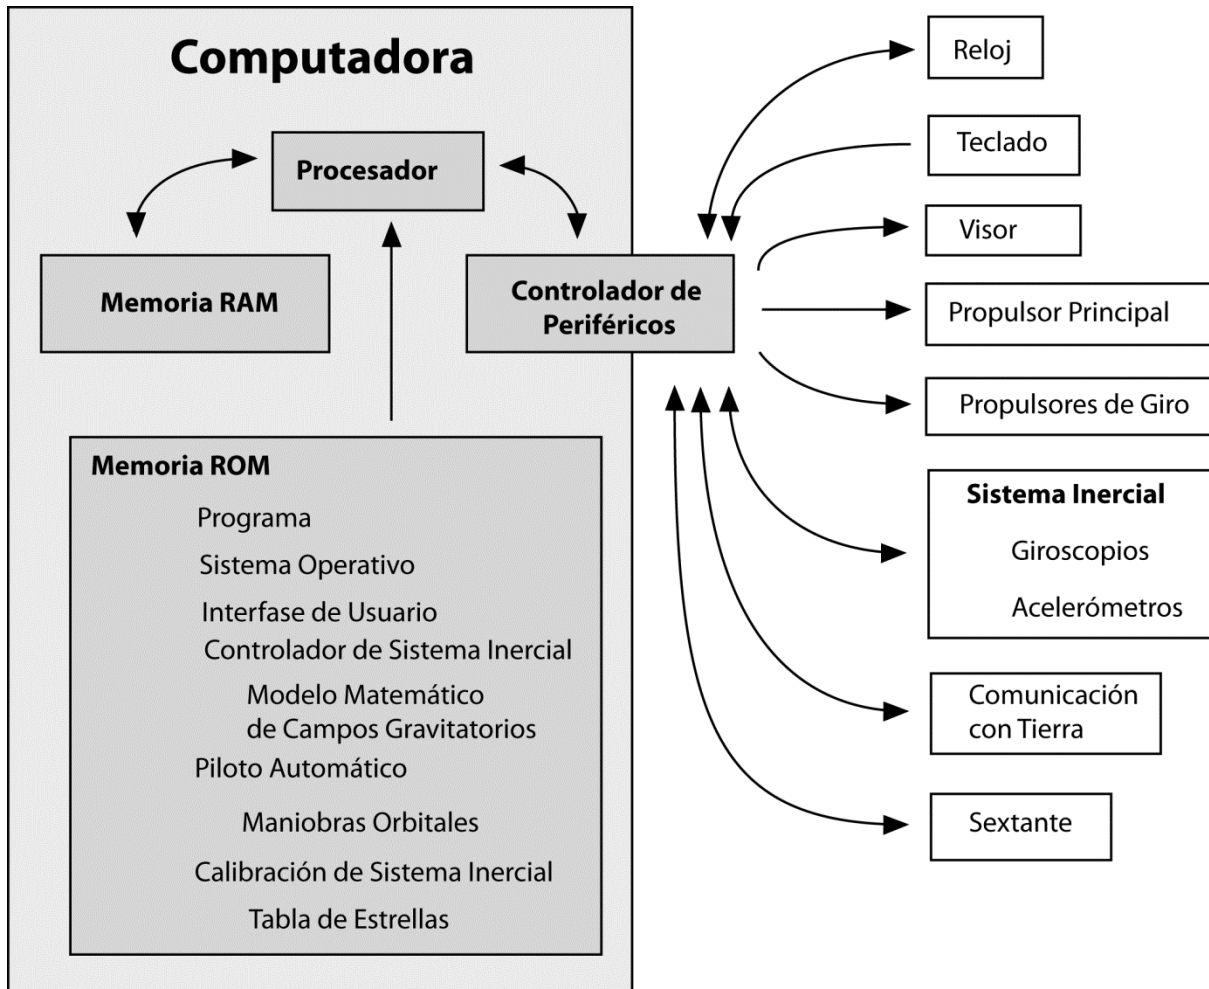 Computadora
Procesador
Memoria RAM
Controlador de
Periféricos
Memoria ROM
Programa
Sistema Operativo
Interfase de Usuario
Controlador de Sistema Inercial
Modelo Matemático
de Campos Gravitatorios
Piloto Automático
Maniobras Orbitales
Calibración de Sistema Inercial
Tabla de Estrellas
Reloj
Teclado
Visor
Propulsor Principal
Propulsores de Giro
Sistema Inercial
Giroscopios
Acelerómetros
Comunicación
con Tierra
Sextante